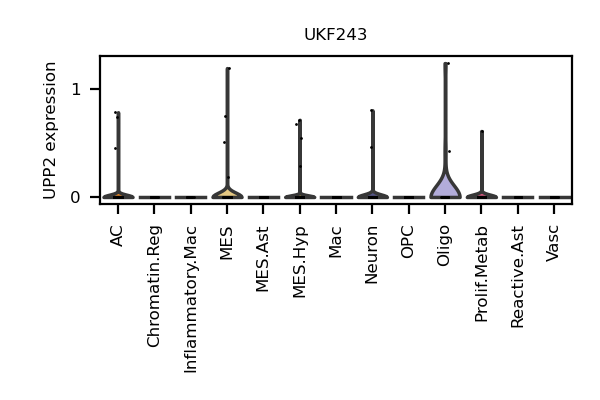 UKF243
UPP2 expression
1
0
AC
Chromatin.Reg
Inflammatory.Mac
MES
MES.Ast
MES.Hyp
Mac
Neuron
OPC
Oligo
Prolif.Metab
Reactive.Ast
Vasc